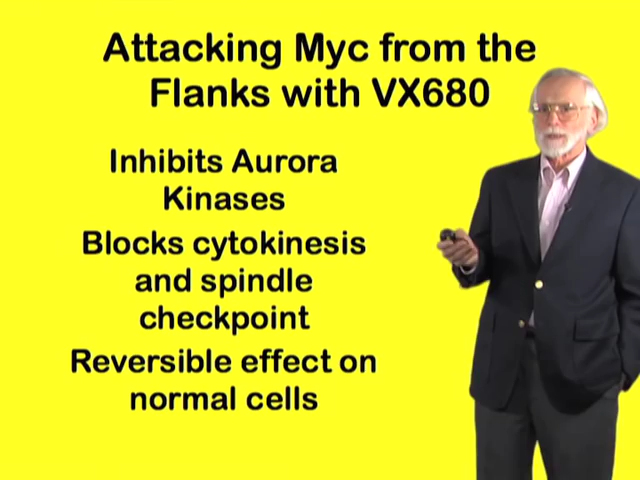 Attacking Myc from the
Flanks with VX680
Inhibits Aurora
Kinases
Blocks cytokinesis
and spindle
checkpoint
Reversible effect on
normal cells